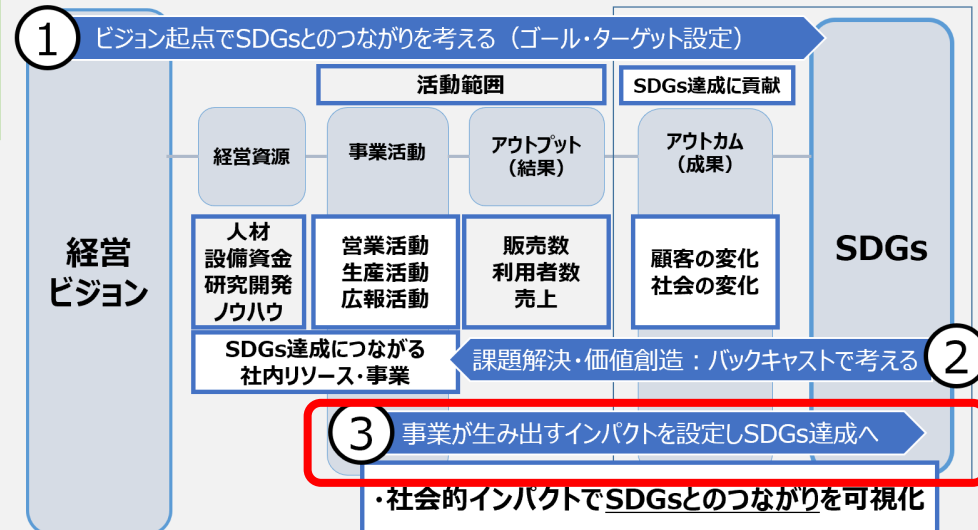 1 ビジョン起点でSDGsとのつながりを考える（ゴール・ターゲット設定）
活動範囲
SDGs達成に貢献
経営資源
事業活動
アウトプット
（結果）
アウトカム
（成果）
経営
ビジョン
人材
設備資金
研究開発
ノウハウ
営業活動
生産活動
広報活動
販売数
利用者数
売上
顧客の変化
社会の変化
SDGs
SDGs達成につながる
社内リソース・事業
課題解決・価値創造：バックキャストで考える 2
3 事業が生み出すインパクトを設定しSDGs達成へ
・社会的インパクトでSDGsとのつながりを可視化